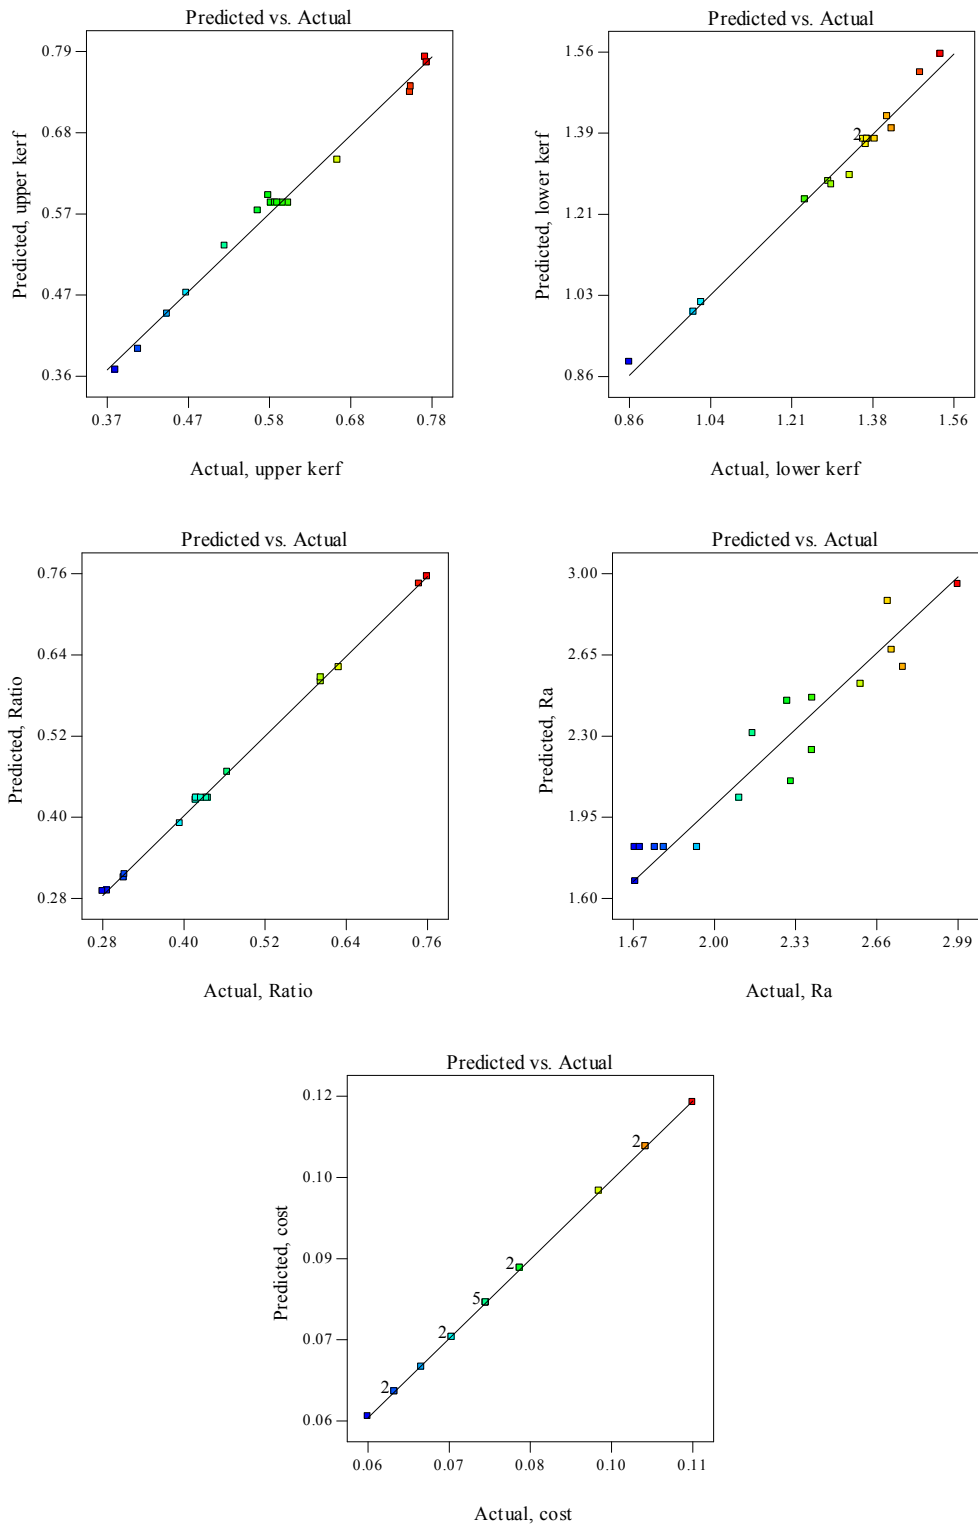 Predicted vs. Actual
0.79
0.68
0.57
0.47
0.36
Predicted, upper kerf
0.37 0.47 0.58 0.68 0.78
Actual, upper kerf
Predicted vs. Actual
1.56
1.39
1.21
1.03
0.86
Predicted, lower kerf
2
0.86 1.04 1.21 1.38 1.56
Actual, lower kerf
Predicted vs. Actual
0.76
0.64
0.52
0.40
0.28
Predicted, Ratio
0.28 0.40 0.52 0.64 0.76
Actual, Ratio
Predicted vs. Actual
3.00
2.65
2.30
1.95
1.60
Predicted, Ra
1.67 2.00 2.33 2.66 2.99
Actual, Ra
Predicted vs. Actual
0.12
0.10
0.09
0.07
0.06
Predicted, cost
2
2
5
2
2
0.06 0.07 0.08 0.10 0.11
Actual, cost